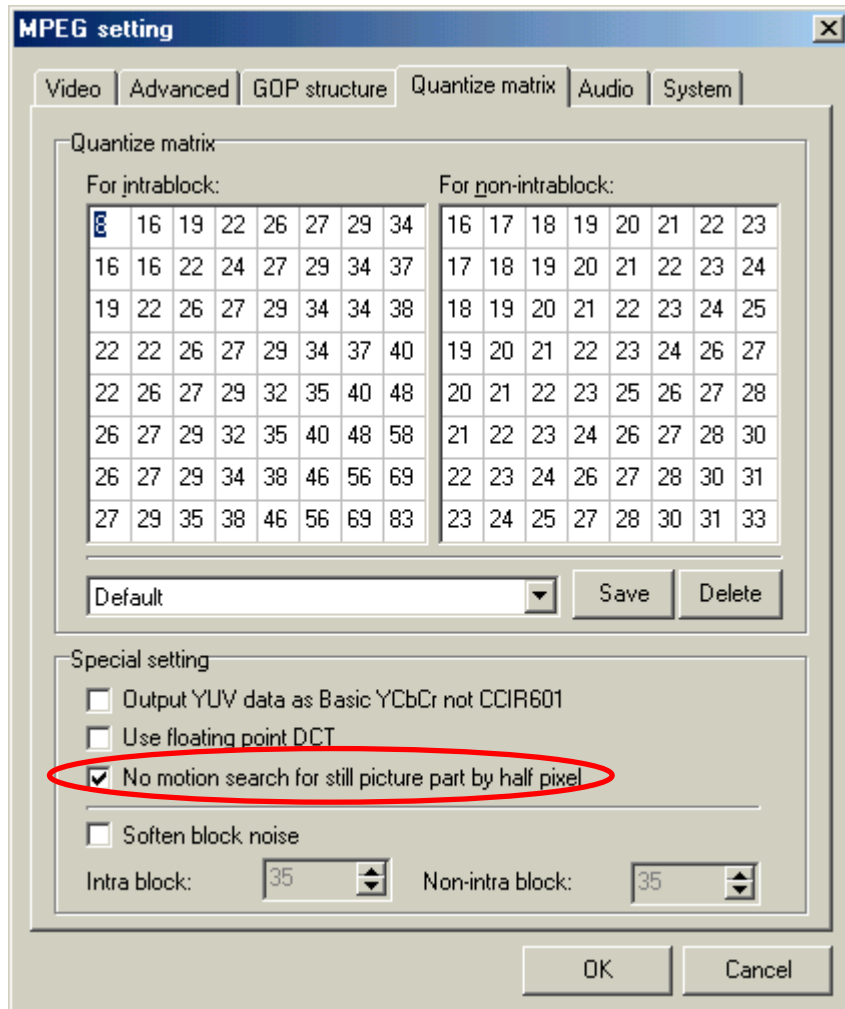 MPEG setting
Video Advanced GOP structure Quantize matrix Audio System
Quantize matrix
For intrablock: For non-intrablock:
8 16 19 22 26 27 29 34 16 17 18 19 20 21 22 23
16 16 22 24 27 29 34 37 17 18 19 20 21 22 23 24
19 22 26 27 29 34 34 38 18 19 20 21 22 23 24 25
22 22 26 27 29 34 37 40 19 20 21 22 23 24 26 27
22 26 27 29 32 35 40 48 20 21 22 23 25 26 27 28
26 27 29 32 35 40 48 58 21 22 23 24 26 27 28 30
26 27 29 34 38 46 56 69 22 23 24 26 27 28 30 31
27 29 35 38 46 56 69 83 23 24 25 27 28 30 31 33
Default Save Delete
Special setting
Output YUV data as Basic YCbCr not CCIR601
Use floating point DCT
No motion search for still picture part by half pixel
Soften block noise
Intra block: 35 Non-intra block: 35
OK Cancel